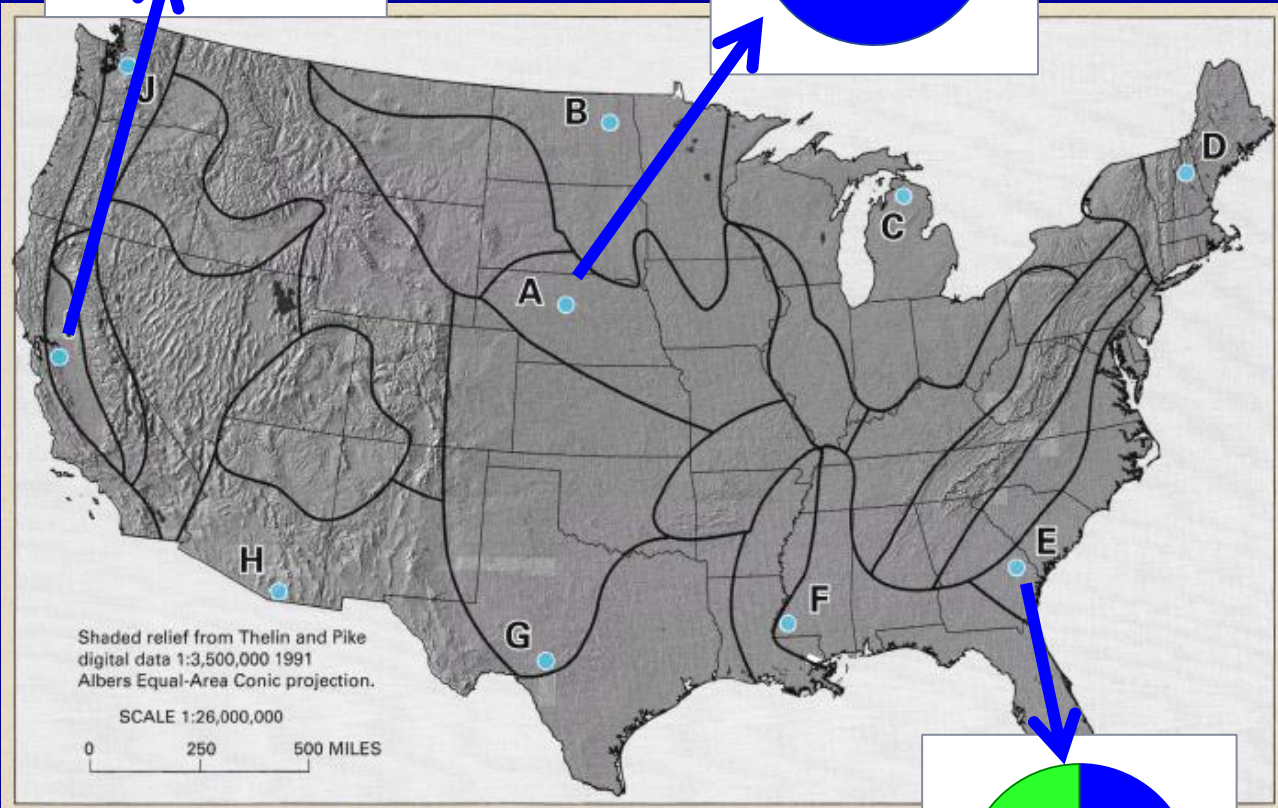 J
B
D
C
A
E
H
F
G
Shaded relief from Thelin and Pike
digital data 1:3,500,000 1991
Albers Equal-Area Conic projection.
SCALE 1:26,000,000
0 250 500 MILES